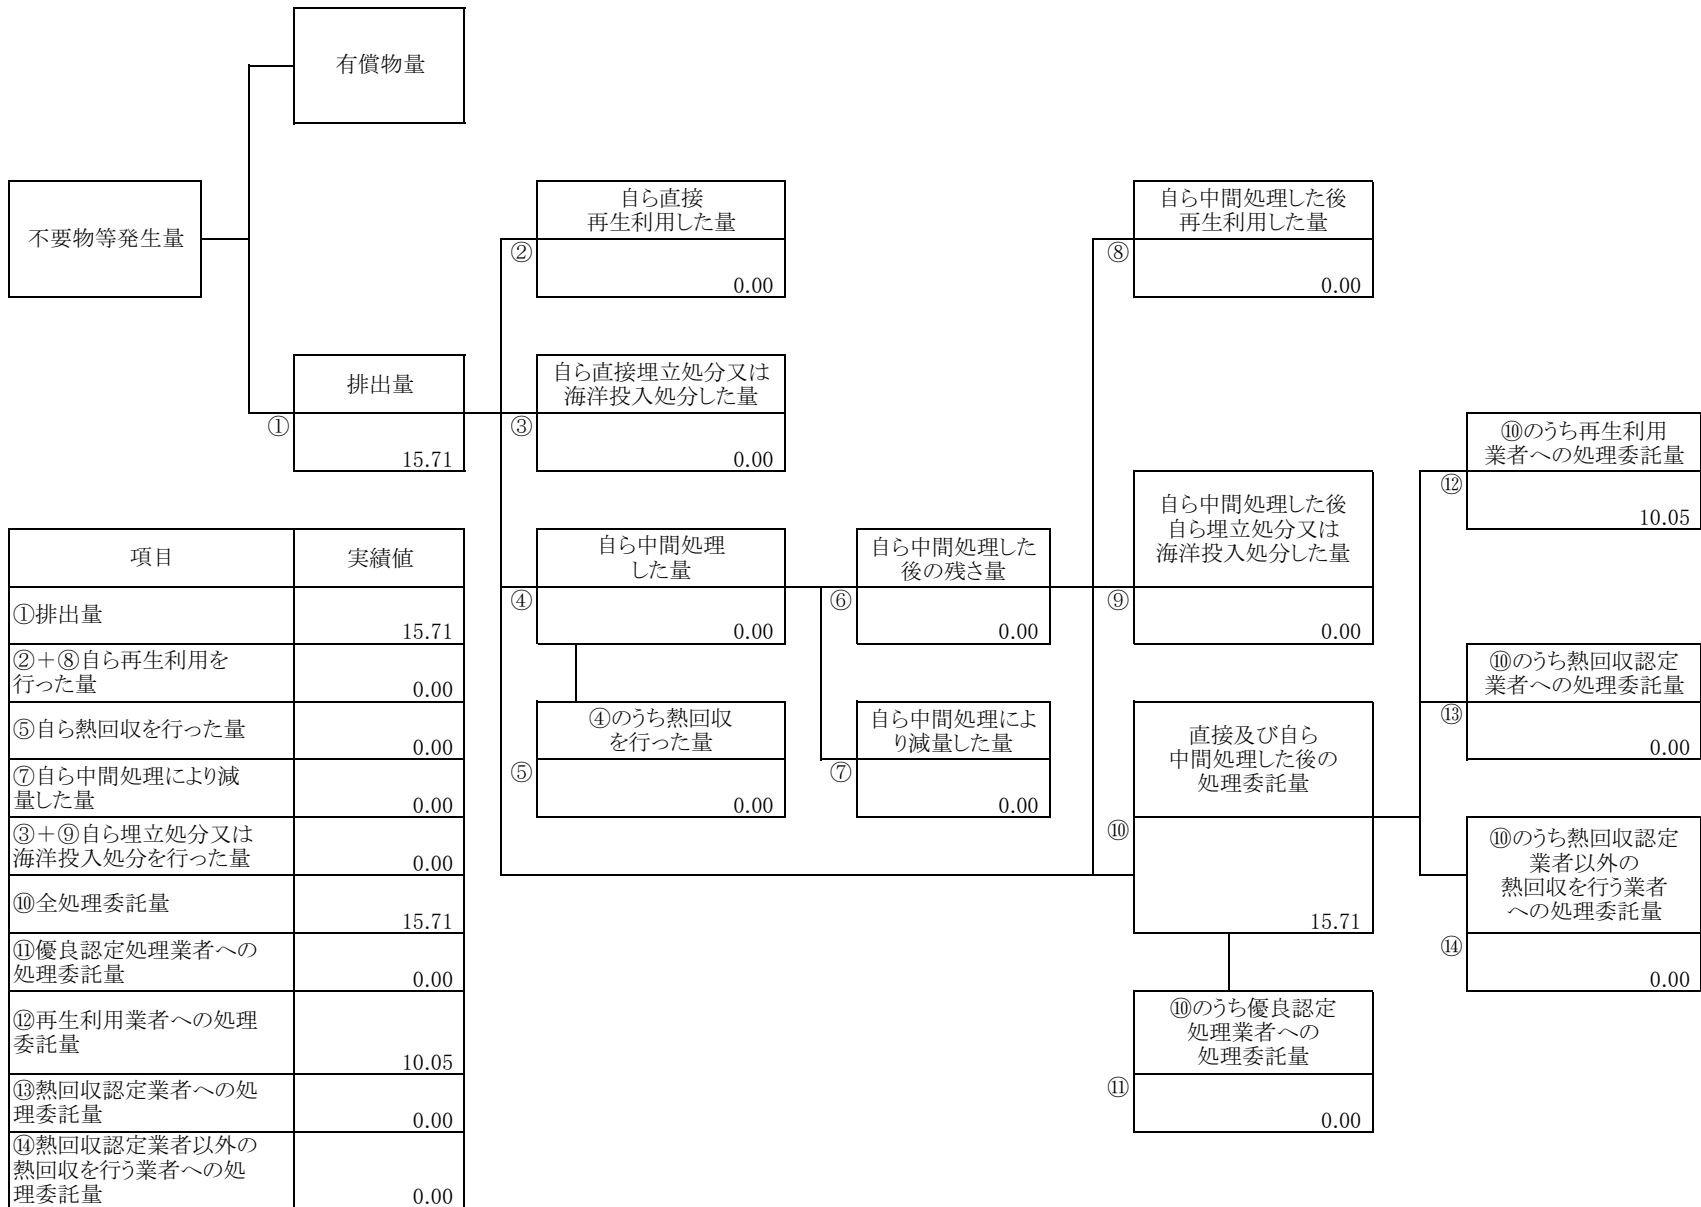 有償物量
不要物等発生量
自ら直接
再生利用した量
②
0.00
自ら中間処理した後
再生利用した量
⑧
0.00
排出量
①
15.71
自ら直接埋立処分又は
海洋投入処分した量
③
0.00
⑩のうち再生利用
業者への処理委託量
⑫
10.05
自ら中間処理した後
自ら埋立処分又は
海洋投入処分した量
⑨
0.00
自ら中間処理
した量
④
0.00
自ら中間処理した
後の残さ量
⑥
0.00
⑩のうち熱回収認定
業者への処理委託量
⑬
0.00
④のうち熱回収
を行った量
⑤
0.00
自ら中間処理によ
り減量した量
⑦
0.00
直接及び自ら
中間処理した後の
処理委託量
⑩
15.71
⑩のうち熱回収認定
業者以外の
熱回収を行う業者
への処理委託量
⑭
0.00
⑩のうち優良認定
処理業者への
処理委託量
⑪
0.00
項目 実績値
①排出量
15.71
②＋⑧自ら再生利用を
行った量 0.00
⑤自ら熱回収を行った量
0.00
⑦自ら中間処理により減
量した量 0.00
③＋⑨自ら埋立処分又は
海洋投入処分を行った量 0.00
⑩全処理委託量
15.71
⑪優良認定処理業者への
処理委託量 0.00
⑫再生利用業者への処理
委託量
10.05
⑬熱回収認定業者への処
理委託量 0.00
⑭熱回収認定業者以外の
熱回収を行う業者への処
理委託量 0.00